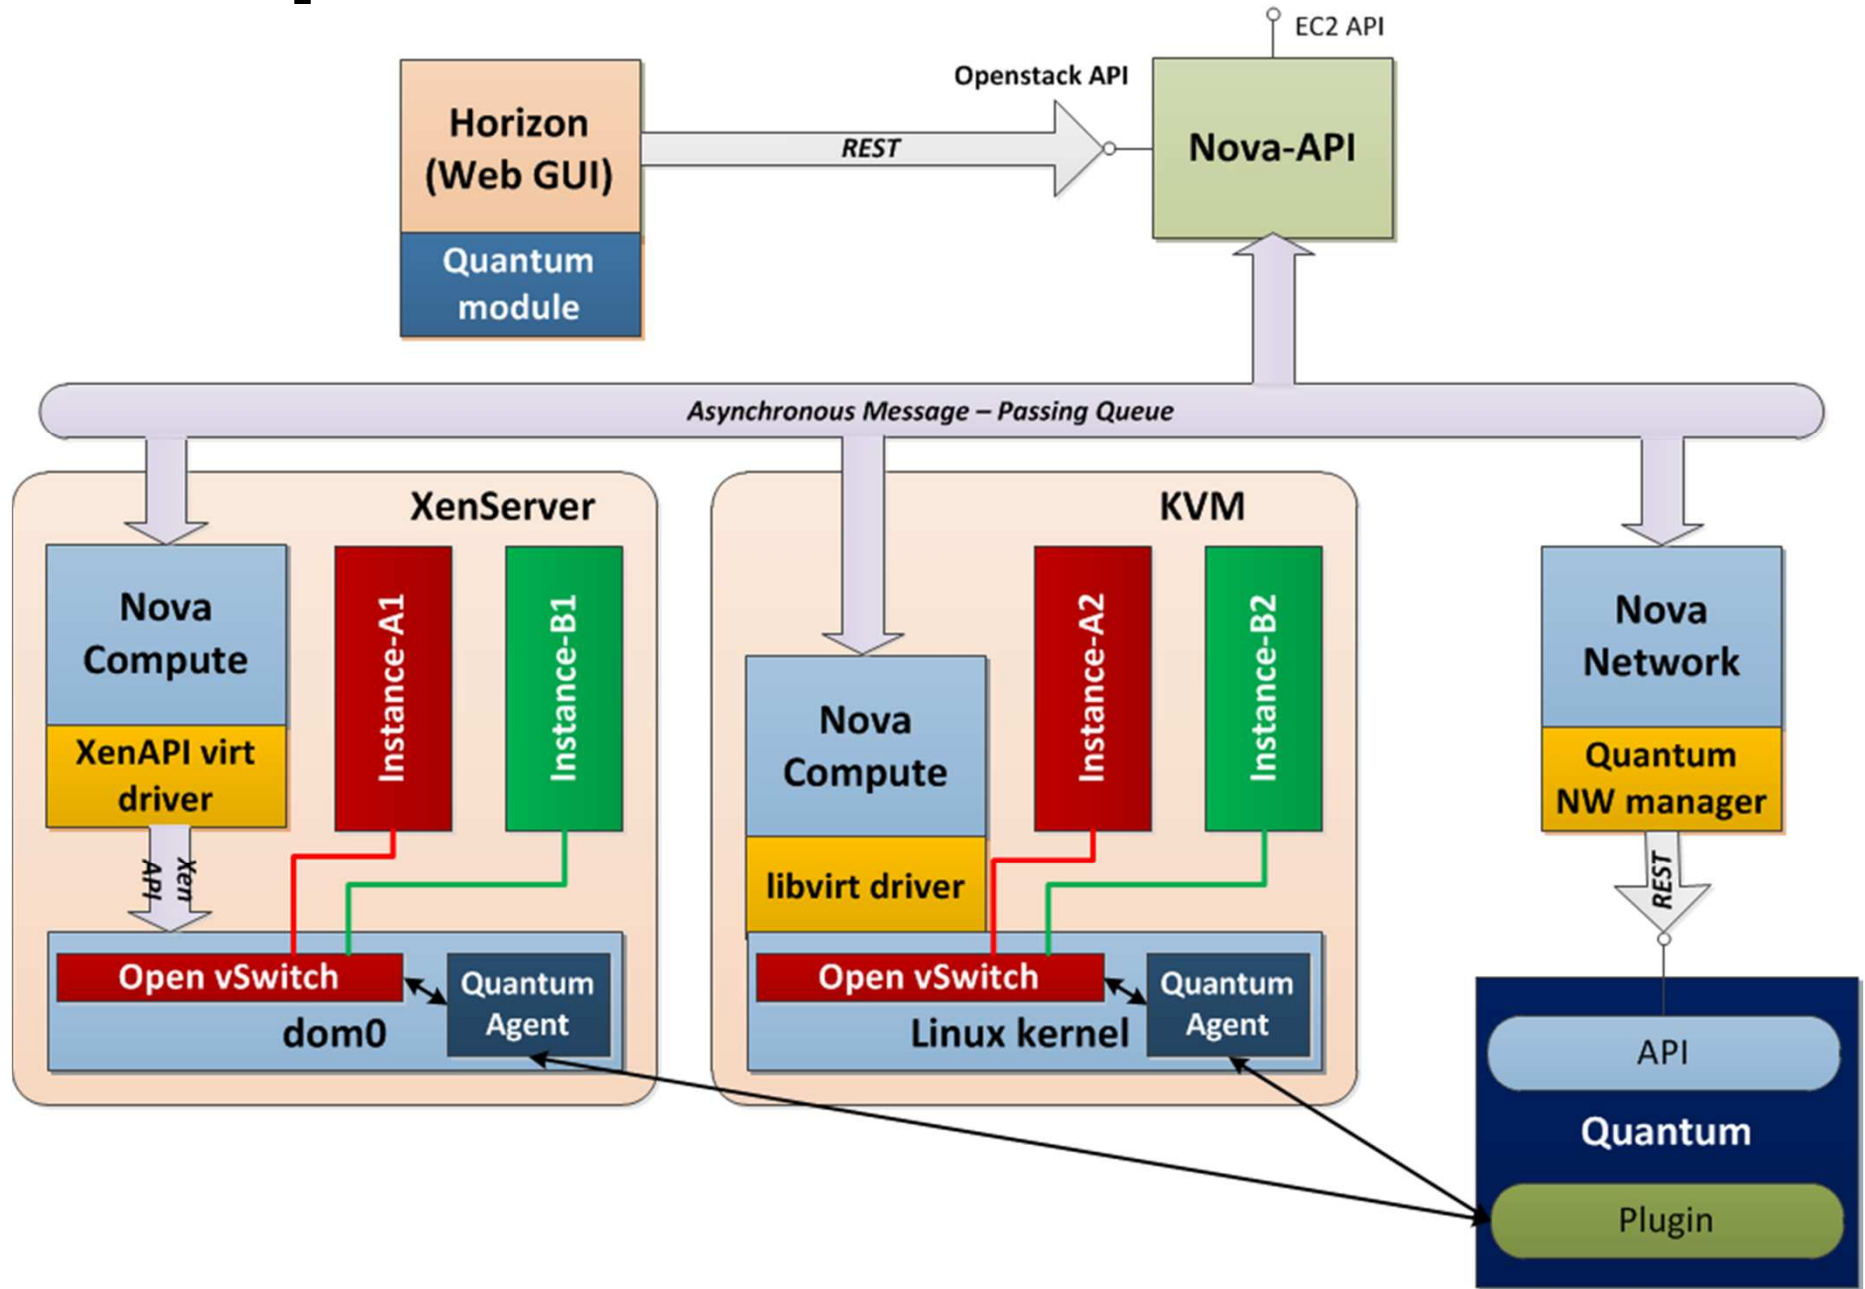 EC2 API
Openstack API
Horizon
(Web GUI)
REST
Nova-API
Quantum
module
Asynchronous Message – Passing Queue
XenServer
Nova
Compute
XenAPI virt
driver
Instance-A1
Instance-B1
Xen
API
Open vSwitch
dom0
Quantum
Agent
KVM
Nova
Compute
libvirt driver
Instance-A2
Instance-B2
Open vSwitch
Linux kernel
Quantum
Agent
Nova
Network
Quantum
NW manager
REST
API
Quantum
Plugin